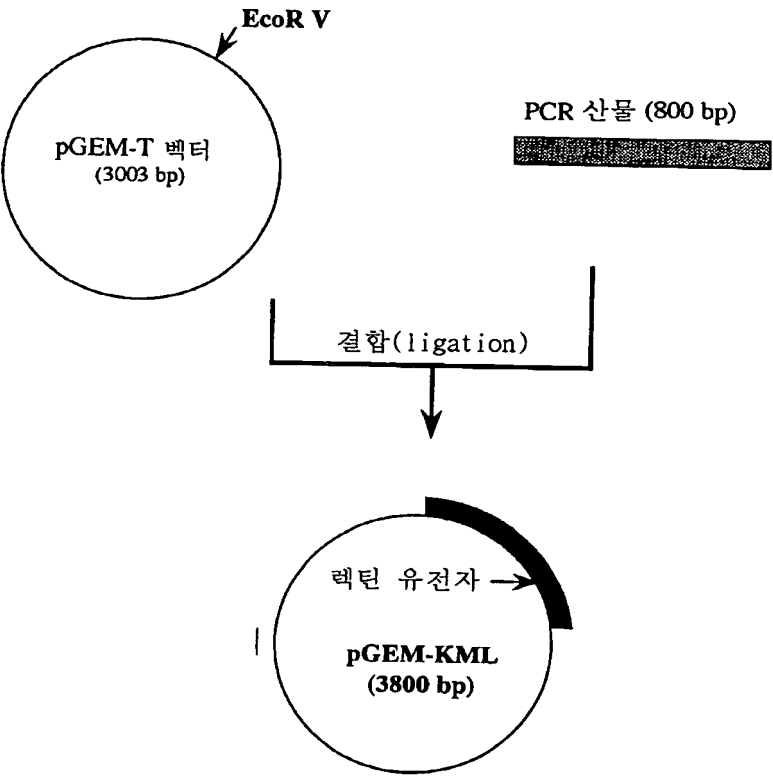 EcoR V
pGEM-T 벡터
(3003 bp)
PCR 산물 (800 bp)
결합(ligation)
렉틴 유전자
pGEM-KML
(3800 bp)